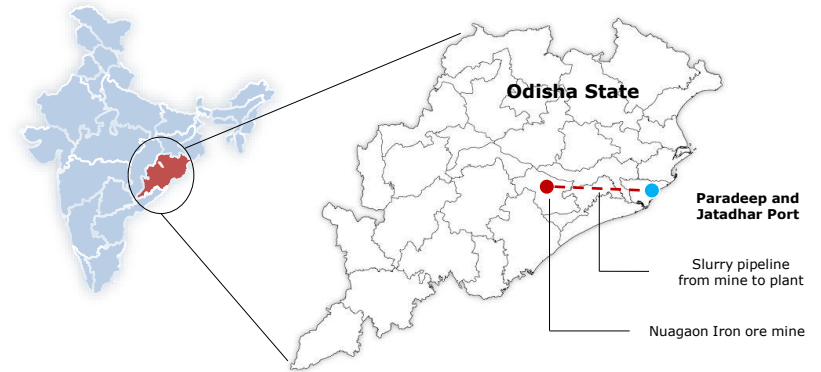 Odisha State
Paradeep and
Jatadhar Port
Slurry pipeline
from mine to plant
Nuagaon Iron ore mine